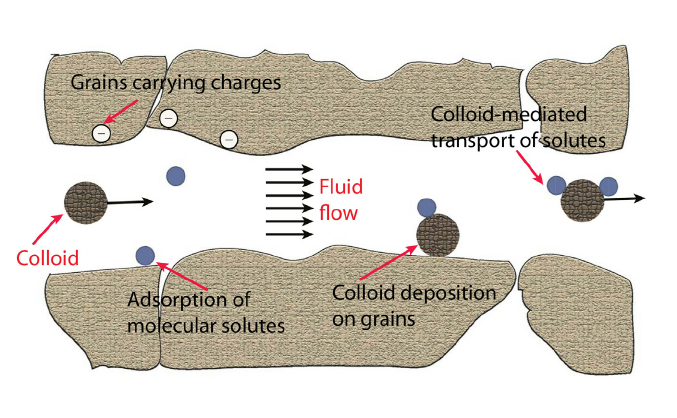 Grains carrying charges
Colloid-mediated
transport of solutes
−
−
−
Fluid
flow
Colloid
Adsorption of
molecular solutes
Colloid deposition
on grains